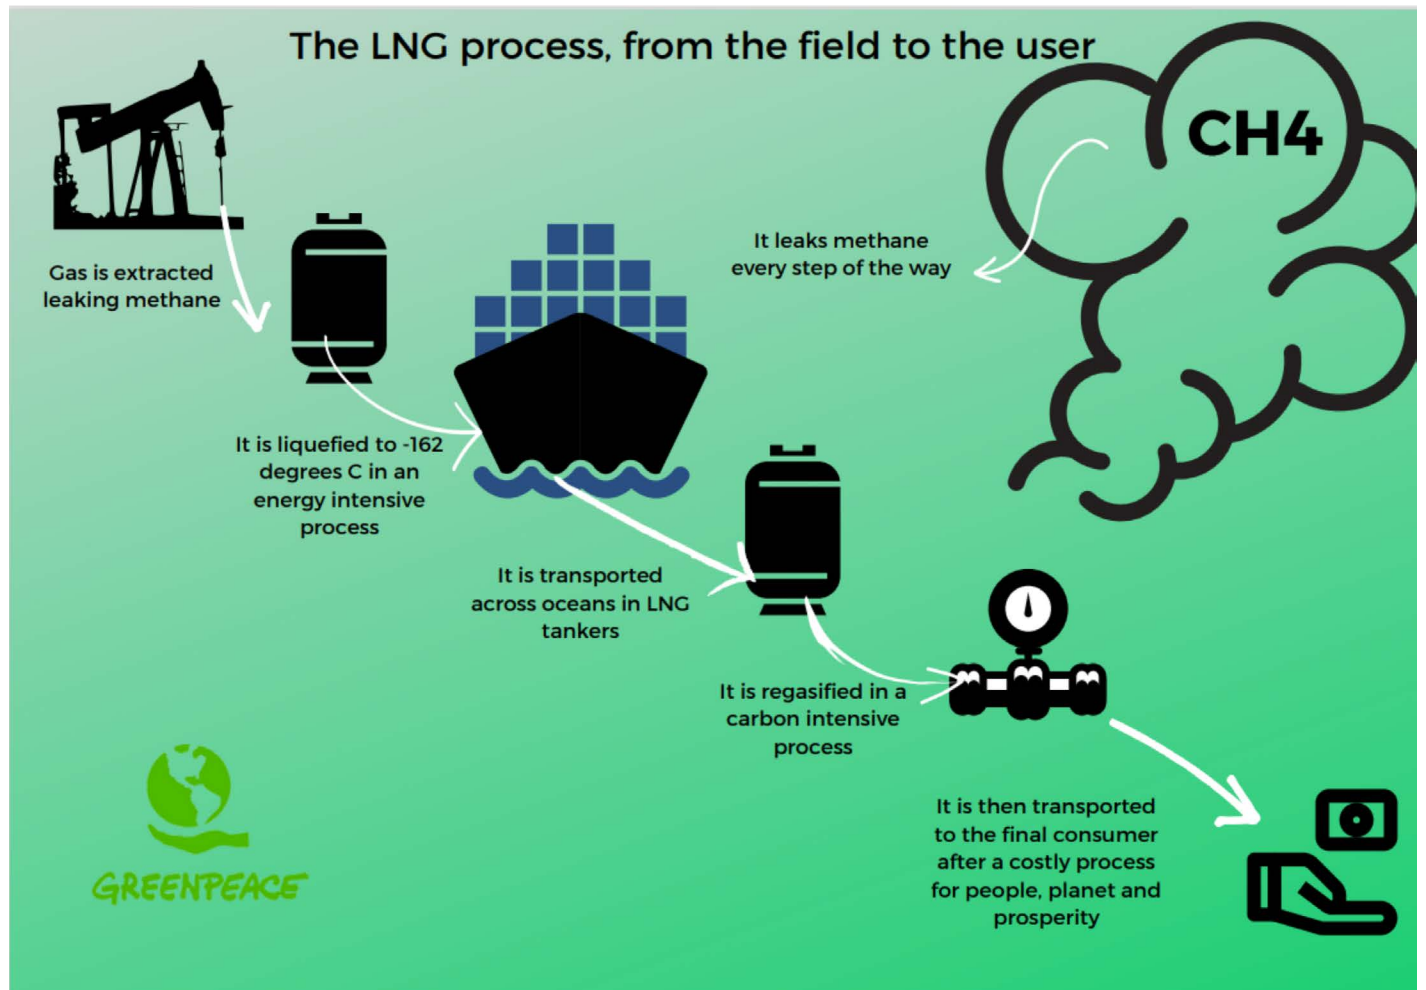 The LNG process, from the field to the user
CH4
Gas is extracted
leaking methane
It leaks methane
every step of the way
It is liquefied to -162
degrees C in an
energy intensive
process
It is transported
across oceans in LNG
tankers
It is regasified in a
carbon intensive
process
It is then transported
to the final consumer
after a costly process
for people, planet and
prosperity
GREENPEACE